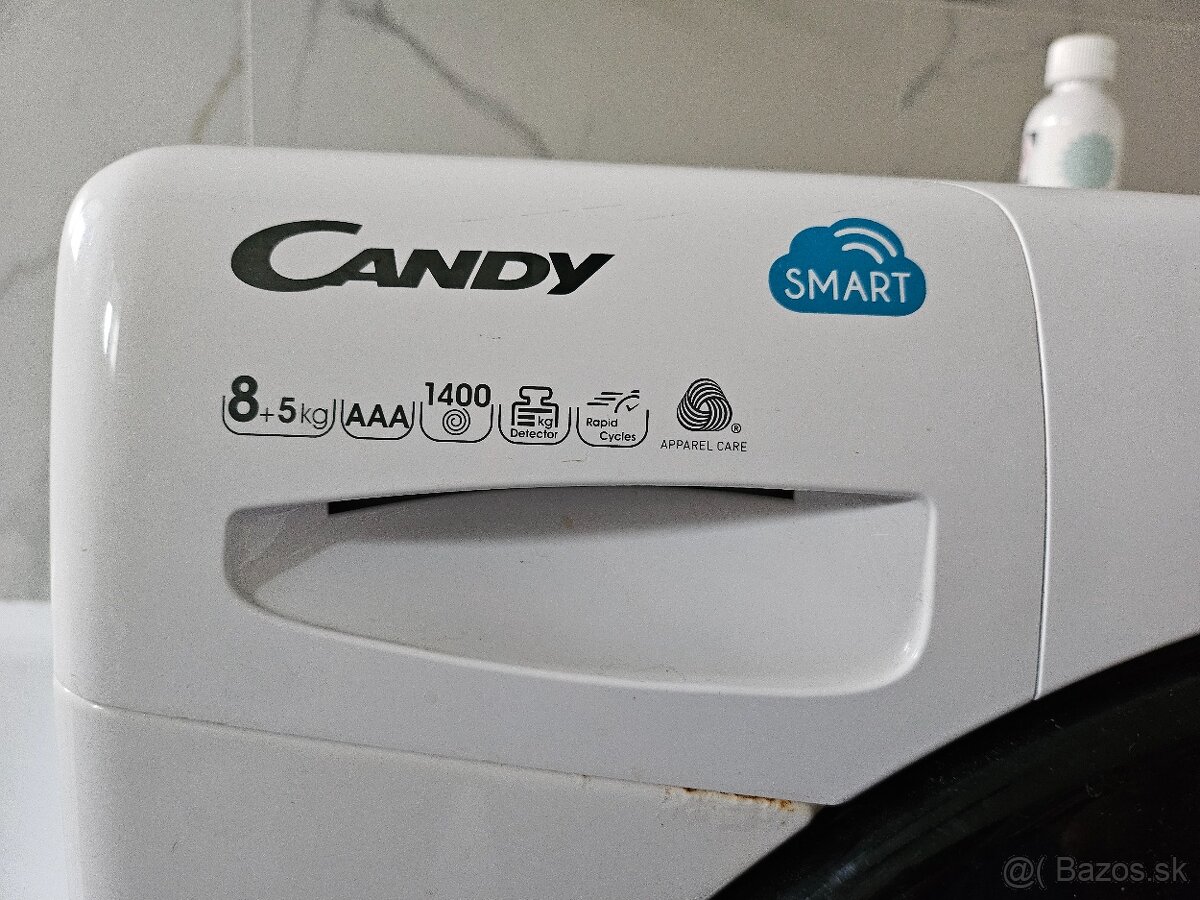 CANDY
SMART
8+5kg AAA 1400 kg Detector Rapid Cycles ® APPAREL CARE
@( Bazos.sk